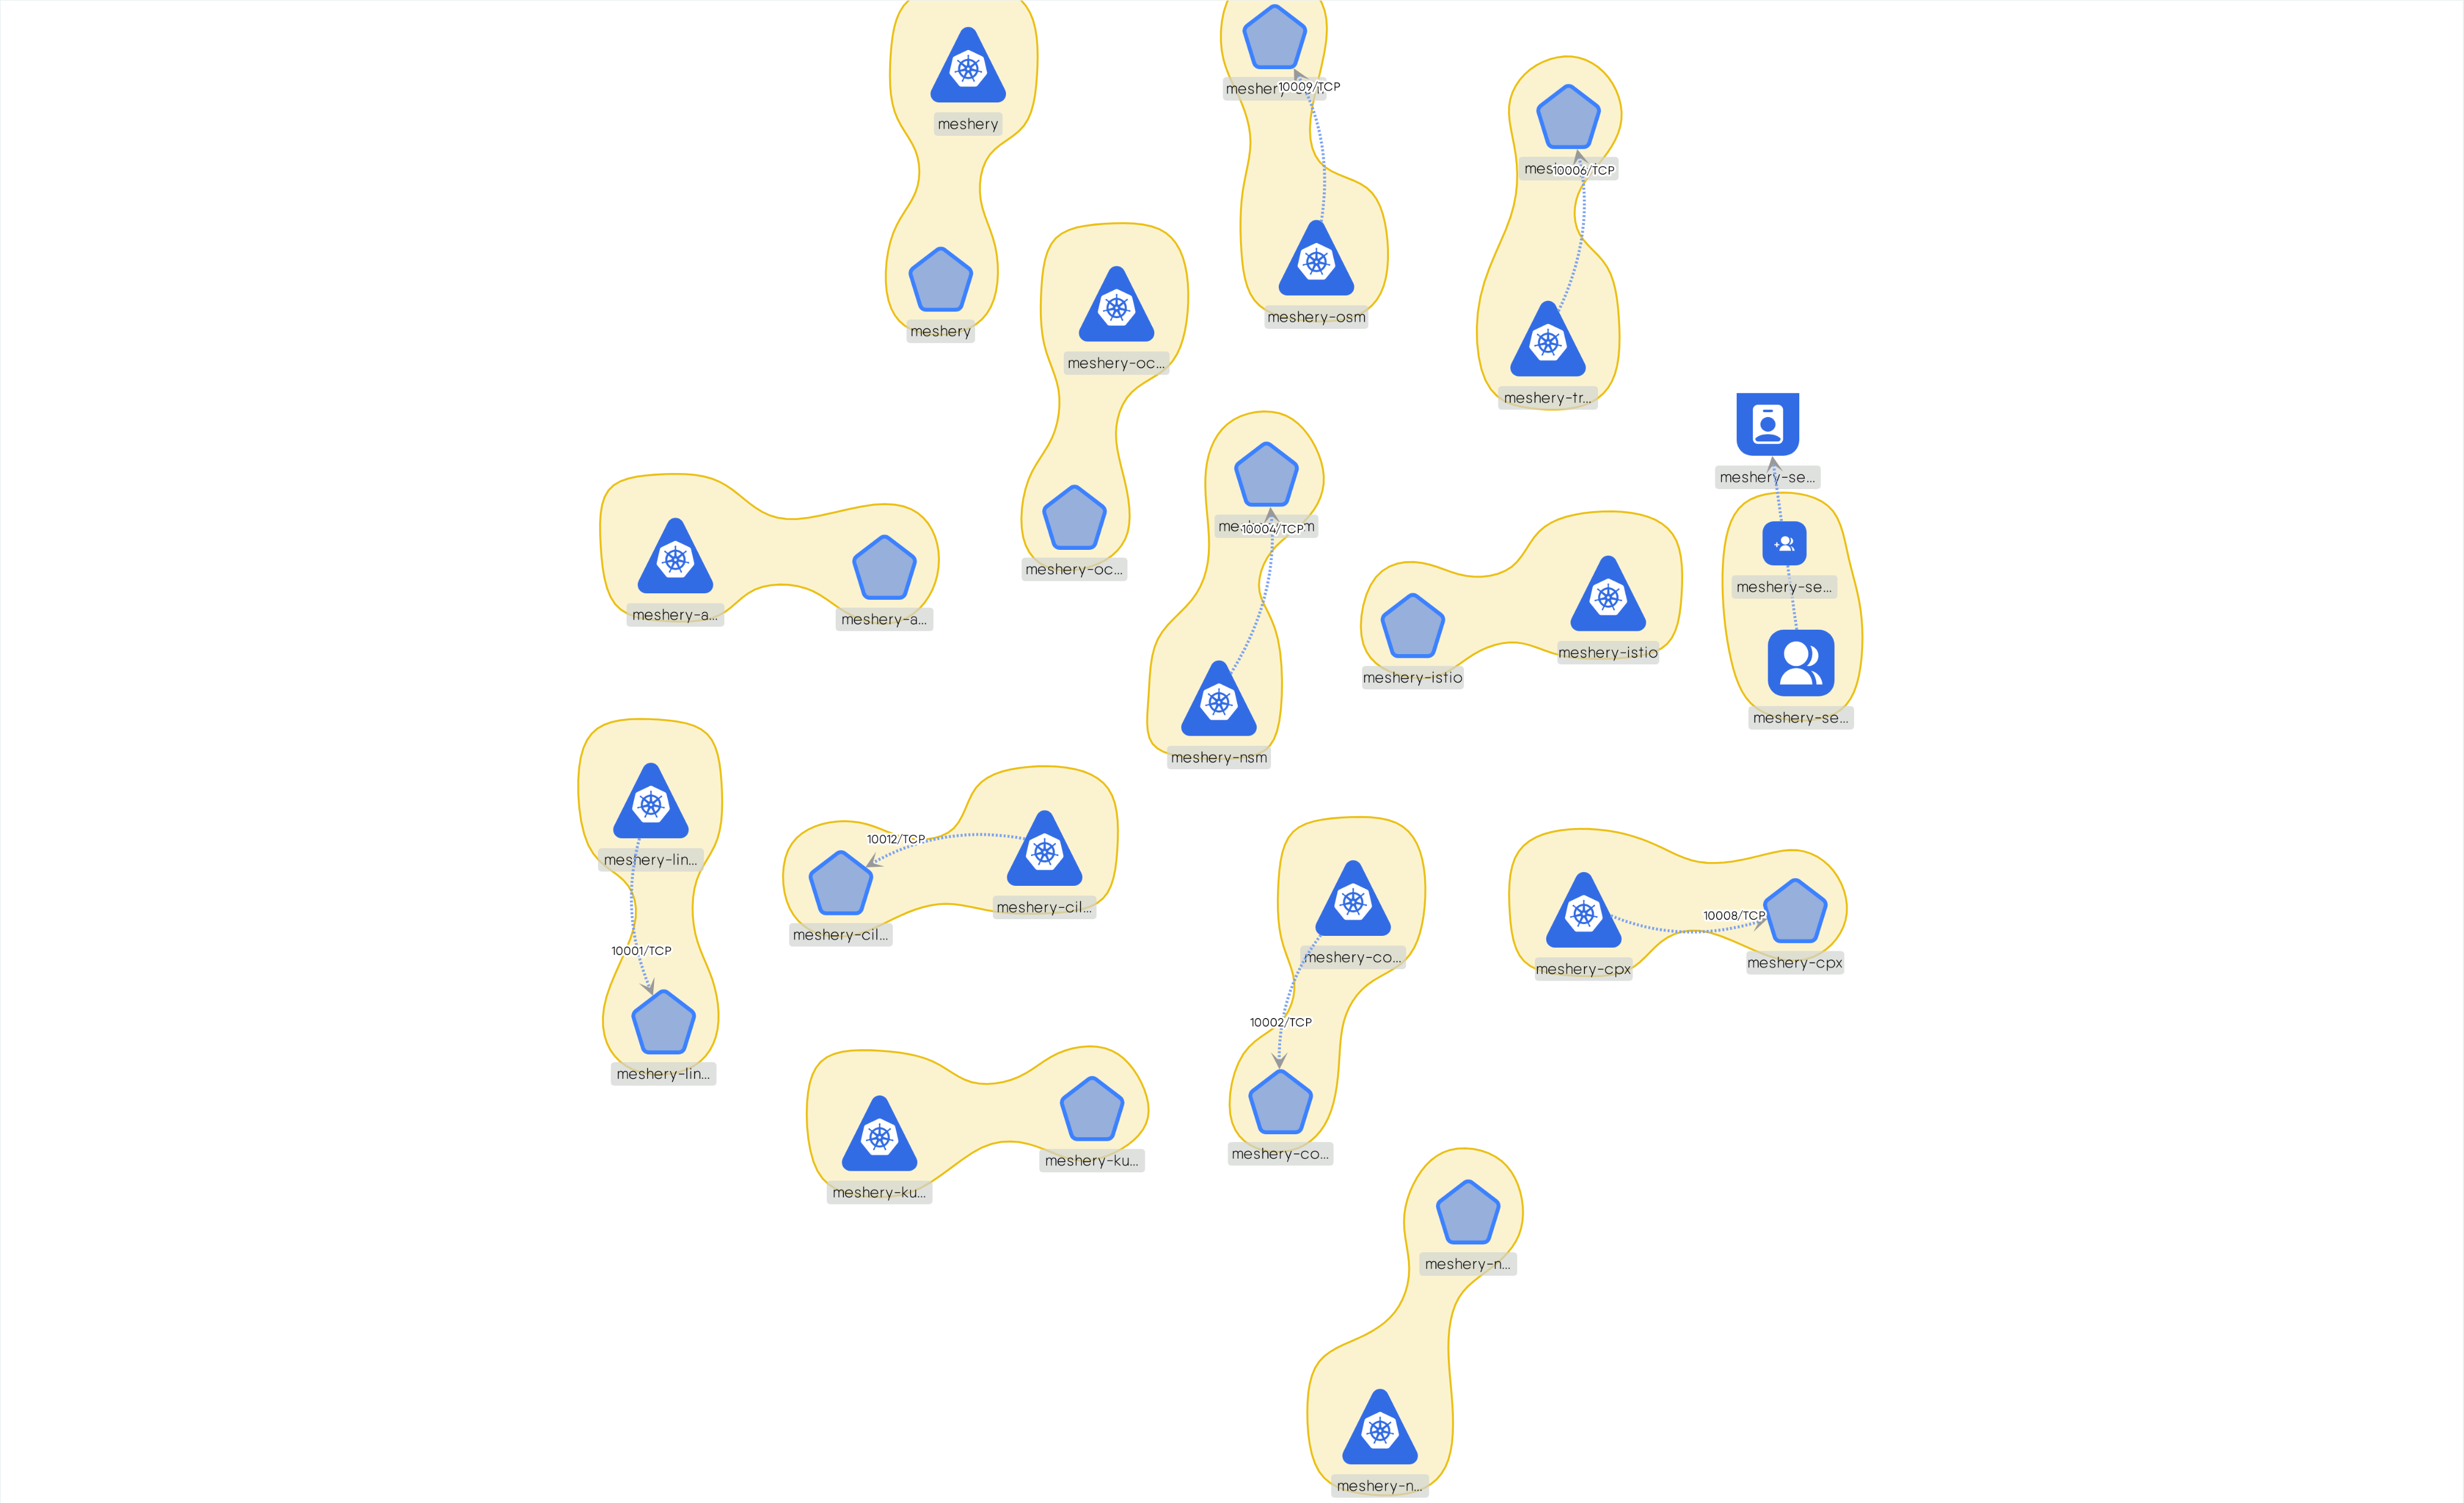 10009/TCP
meshery
10006/TCP
meshery-osm
meshery
meshery-oc...
meshery-tr...
meshery-se...
10004/TCP
meshery-oc...
meshery-se...
meshery-a...
meshery-a...
meshery-istio
meshery-istio
meshery-se...
meshery-nsm
10012/TCP
meshery-lin...
meshery-cil...
10008/TCP
meshery-cil...
10001/TCP
meshery-co...
meshery-cpx
meshery-cpx
10002/TCP
meshery-lin...
meshery-co...
meshery-ku...
meshery-ku...
meshery-n...
meshery-n...